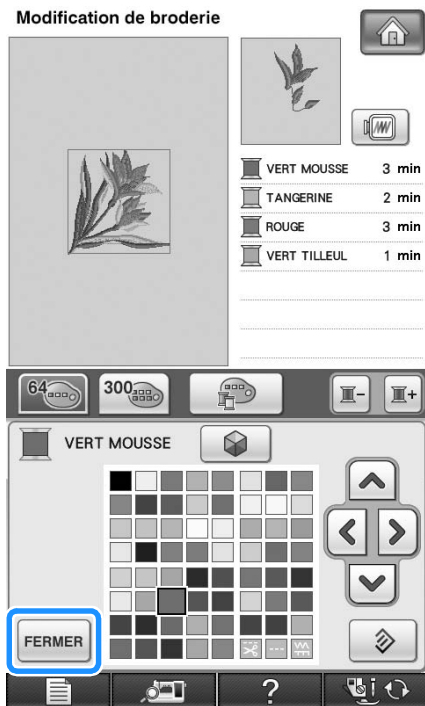 Modification de broderie
VERT MOUSSE 3 min
TANGERINE 2 min
ROUGE 3 min
VERT TILLEUL 1 min
64
300
VERT MOUSSE
FERMER
?